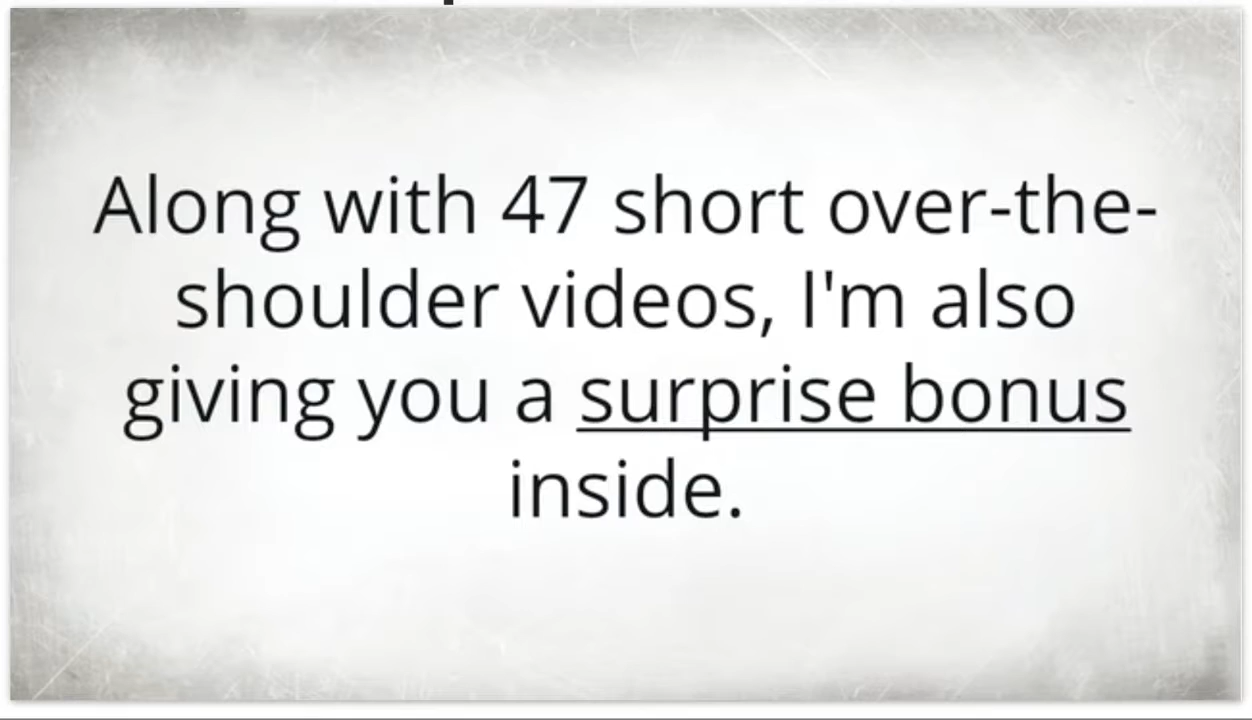 Along with 47 short over-the-
shoulder videos, I'm also
giving you a surprise bonus
inside.